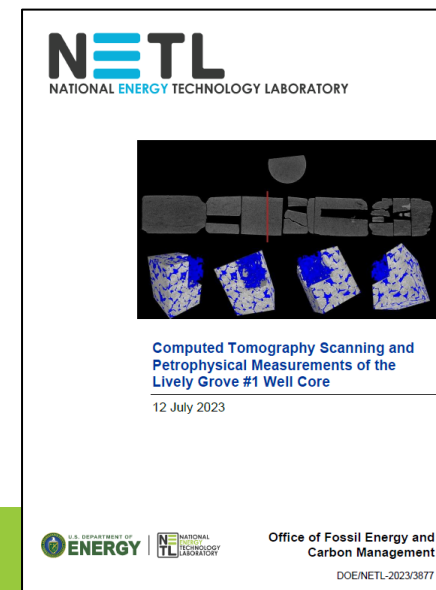 NETL
NATIONAL ENERGY TECHNOLOGY LABORATORY
Computed Tomography Scanning and
Petrophysical Measurements of the
Lively Grove #1 Well Core
12 July 2023
U.S. DEPARTMENT OF
ENERGY
NETL
NATIONAL
ENERGY
TECHNOLOGY
LABORATORY
Office of Fossil Energy and
Carbon Management
DOE/NETL-2023/3877